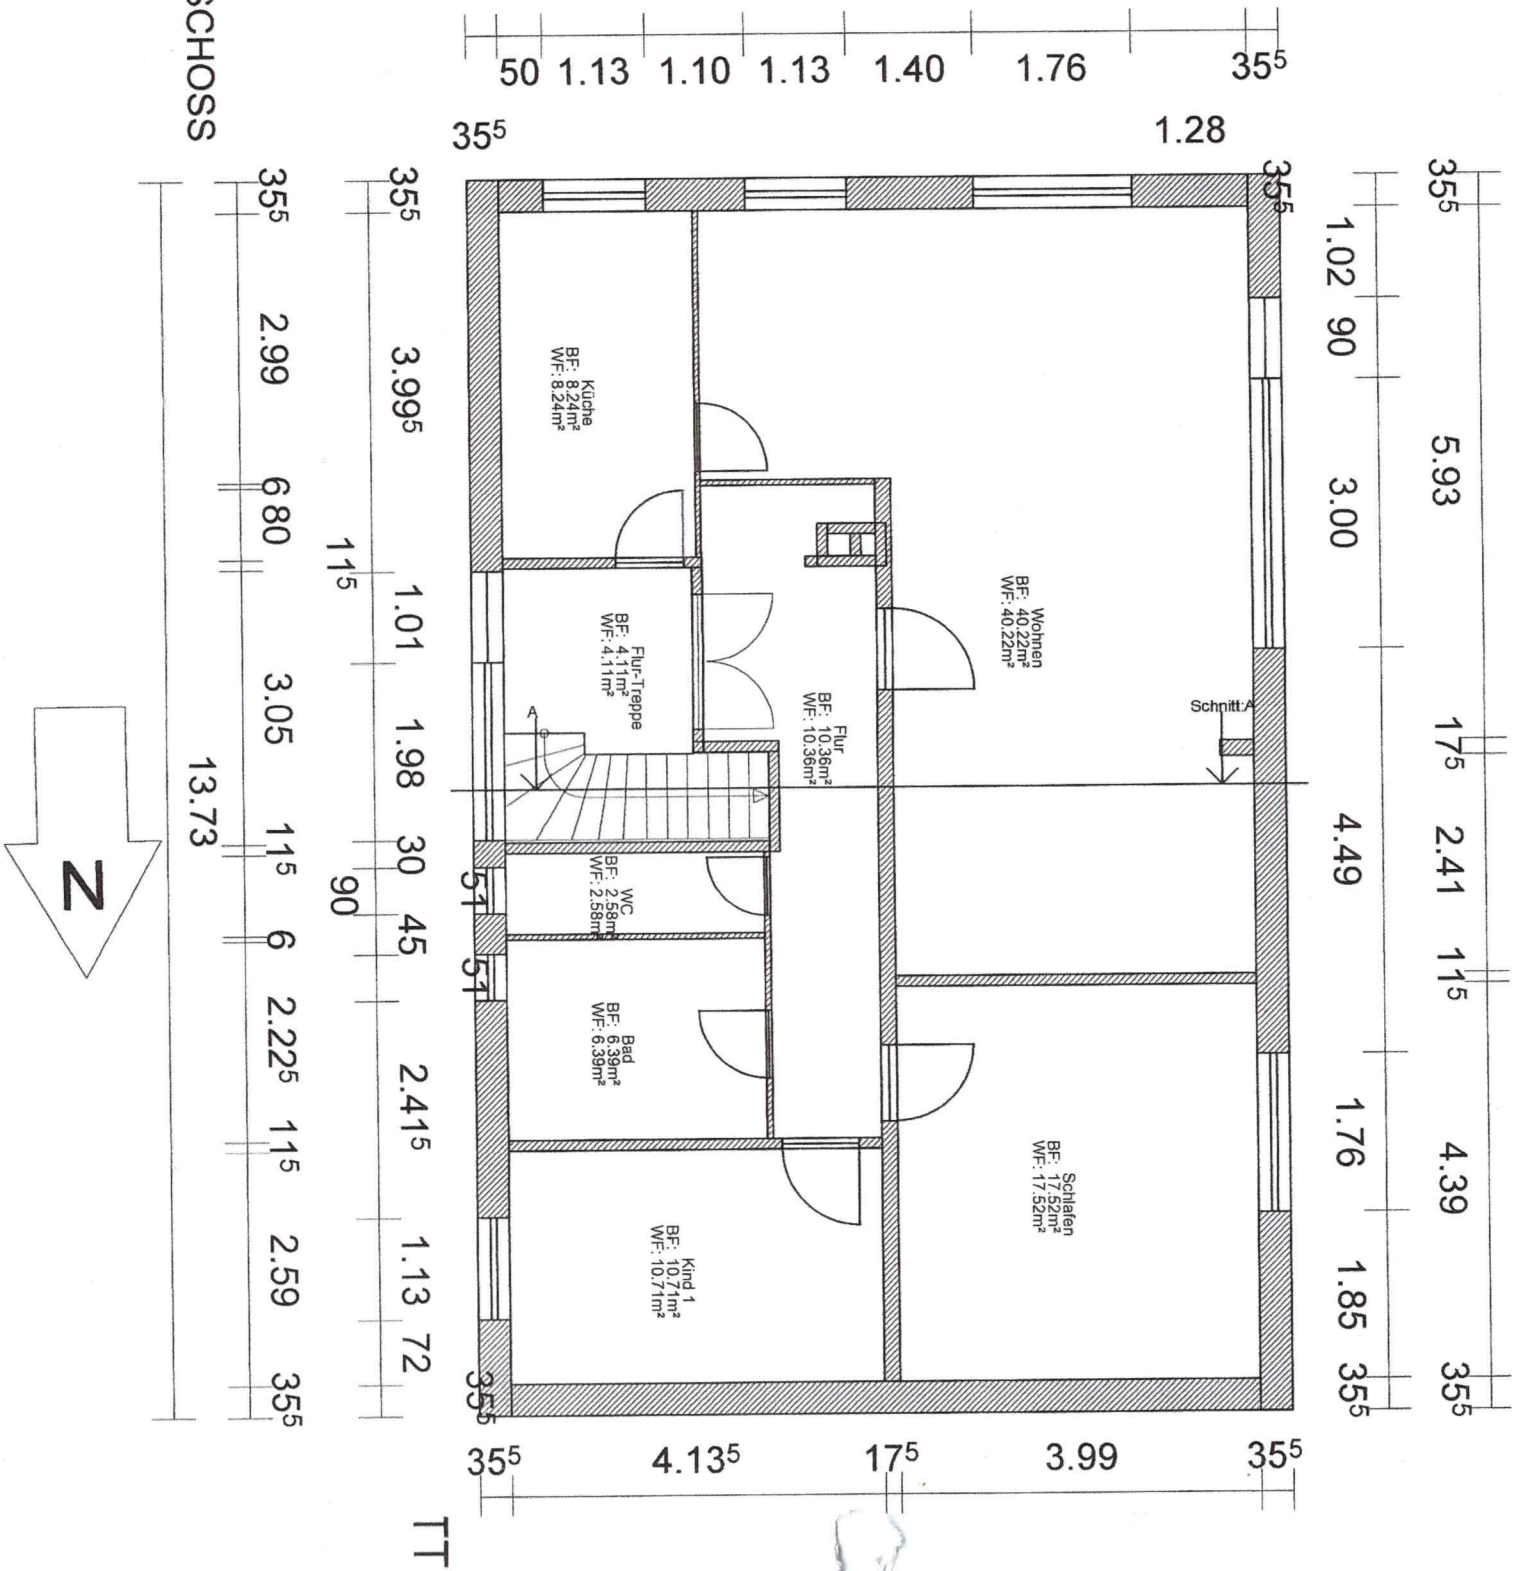 SCHOSS
50 1.13 1.10 1.13 1.40 1.76 35⁵
35⁵ 1.28
35⁵
35⁵ 2.99 6 80 3.05 11⁵ 6 2.22⁵ 11⁵ 2.59 35⁵
13.73
35⁵ 3.99⁵ 1.01 1.98 30 45 2.41⁵ 1.13 72
11⁵ 90
51
51
35⁵
1.02 90 3.00 4.49 1.76 1.85 35⁵
35⁵ 5.93 17⁵ 2.41 11⁵ 4.39 35⁵
Küche
BF: 8.24m²
WF: 8.24m²
Wohnen
BF: 40.22m²
WF: 40.22m²
Flur-Treppe
BF: 4.11m²
WF: 4.11m²
Flur
BF: 10.36m²
WF: 10.36m²
Schnitt:A
A
WC
BF: 2.58m²
WF: 2.58m²
Bad
BF: 6.39m²
WF: 6.39m²
Schlafen
BF: 17.52m²
WF: 17.52m²
Kind 1
BF: 10.71m²
WF: 10.71m²
N
35⁵ 4.13⁵ 17⁵ 3.99 35⁵